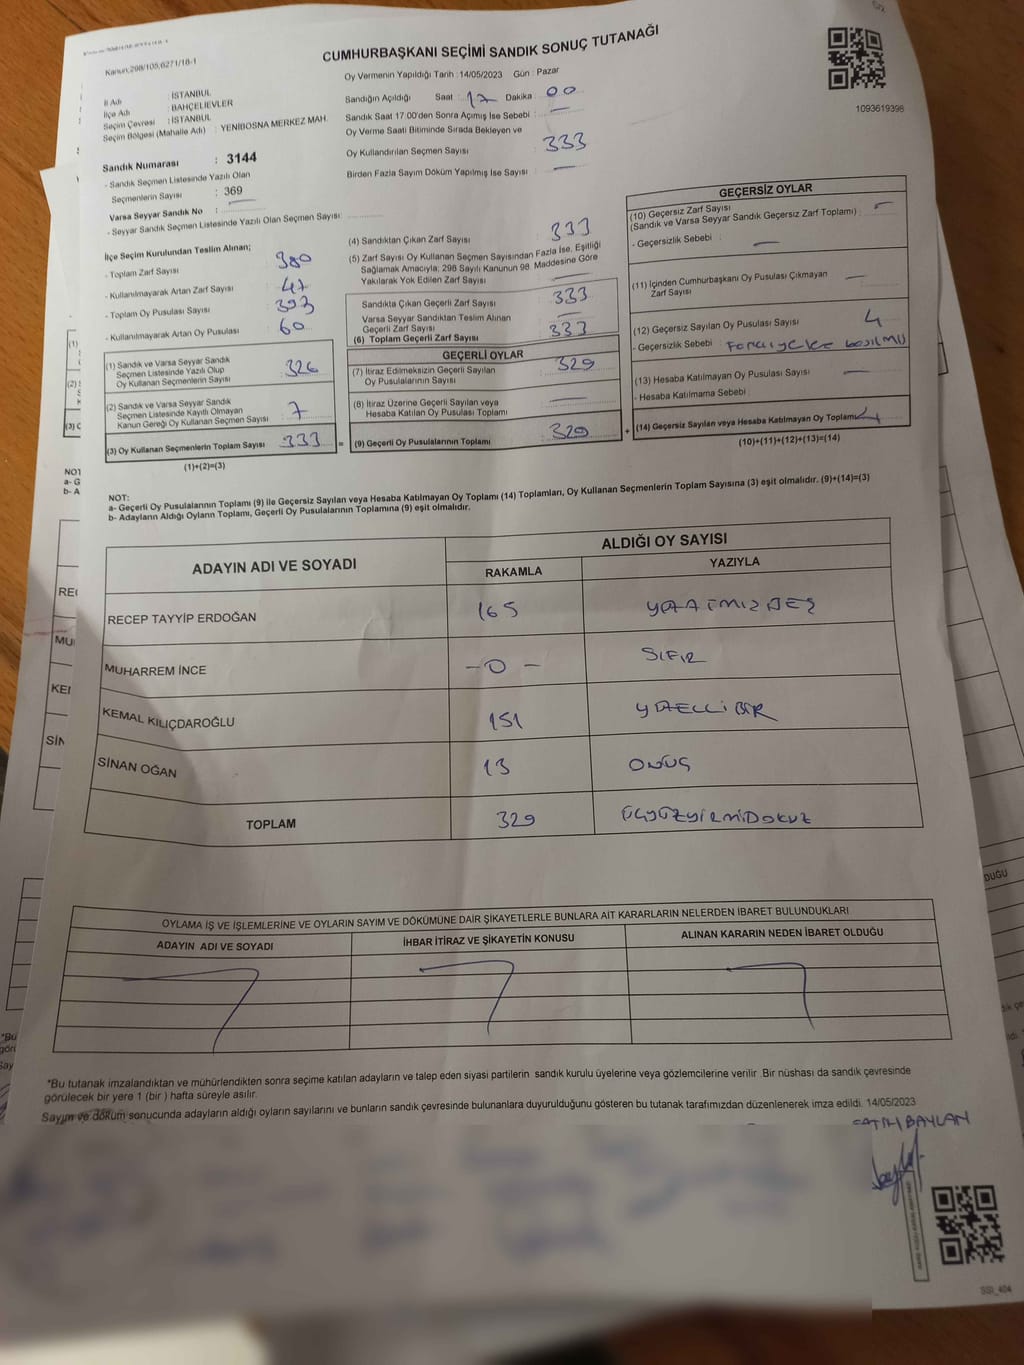 CUMHURBAŞKANI SEÇİMİ SANDIK SONUÇ TUTANAĞI
Kanun:298/105,6271/18-1
İl Adı : İSTANBUL
İlçe Adı : BAHÇELİEVLER
Seçim Çevresi : İSTANBUL
Seçim Bölgesi (Mahalle Adı) : YENİBOSNA MERKEZ MAH.
Sandık Numarası : 3144
- Sandık Seçmen Listesinde Yazılı Olan
Seçmenlerin Sayısı : 369
Varsa Seyyar Sandık No :
- Seyyar Sandık Seçmen Listesinde Yazılı Olan Seçmen Sayısı:
Oy Vermenin Yapıldığı Tarih :14/05/2023 Gün : Pazar
Sandığın Açıldığı Saat : 17 Dakika : 00
Sandık Saat 17:00'den Sonra Açımış İse Sebebi : —
Oy Verme Saati Bitiminde Sırada Bekleyen ve
Oy Kullandırılan Seçmen Sayısı 333
Birden Fazla Sayım Döküm Yapılmış İse Sayısı : —
1093619398
İlçe Seçim Kurulundan Teslim Alınan;
- Toplam Zarf Sayısı 380
- Kullanılmayarak Artan Zarf Sayısı : 47
- Toplam Oy Pusulası Sayısı 393
- Kullanılmayarak Artan Oy Pusulası : 60
(1) Sandık ve Varsa Seyyar Sandık
Seçmen Listesinde Yazılı Olup
Oy Kullanan Seçmenlerin Sayısı 326
(2) Sandık ve Varsa Seyyar Sandık
Seçmen Listesinde Kayıtlı Olmayan
Kanun Gereği Oy Kullanan Seçmen Sayısı : 7
(3) Oy Kullanan Seçmenlerin Toplam Sayısı 333 =
(1)+(2)=(3)
(4) Sandıktan Çıkan Zarf Sayısı 333
(5) Zarf Sayısı Oy Kullanan Seçmen Sayısından Fazla İse, Eşitliği
Sağlamak Amacıyla; 298 Sayılı Kanunun 98. Maddesine Göre
Yakılarak Yok Edilen Zarf Sayısı : —
Sandıkta Çıkan Geçerli Zarf Sayısı 333
Varsa Seyyar Sandıktan Teslim Alınan
Geçerli Zarf Sayısı —
(6) Toplam Geçerli Zarf Sayısı 333
GEÇERLİ OYLAR
(7) İtiraz Edilmeksizin Geçerli Sayılan
Oy Pusulalarının Sayısı 329
(8) İtiraz Üzerine Geçerli Sayılan veya
Hesaba Katılan Oy Pusulası Toplamı —
(9) Geçerli Oy Pusulalarının Toplamı 329 +
GEÇERSİZ OYLAR
(10) Geçersiz Zarf Sayısı
(Sandık ve Varsa Seyyar Sandık Geçersiz Zarf Toplamı) : —
- Geçersizlik Sebebi : —
(11) İçinden Cumhurbaşkanı Oy Pusulası Çıkmayan
Zarf Sayısı —
(12) Geçersiz Sayılan Oy Pusulası Sayısı 4
- Geçersizlik Sebebi
(13) Hesaba Katılmayan Oy Pusulası Sayısı : —
- Hesaba Katılmama Sebebi :
(14) Geçersiz Sayılan veya Hesaba Katılmayan Oy Toplamı 4
(10)+(11)+(12)+(13)=(14)
NOT:
a- Geçerli Oy Pusulalarının Toplamı (9) ile Geçersiz Sayılan veya Hesaba Katılmayan Oy Toplamı (14) Toplamları, Oy Kullanan Seçmenlerin Toplam Sayısına (3) eşit olmalıdır. (9)+(14)=(3)
b- Adayların Aldığı Oyların Toplamı, Geçerli Oy Pusulalarının Toplamına (9) eşit olmalıdır.
ADAYIN ADI VE SOYADI ALDIĞI OY SAYISI
RAKAMLA YAZIYLA
RECEP TAYYİP ERDOĞAN 165 YÜZATMIŞBEŞ
MUHARREM İNCE -0- SIFIR
KEMAL KILIÇDAROĞLU 151 YÜZELLİBİR
SİNAN OĞAN 13 ONÜÇ
TOPLAM 329 ÜÇYÜZYİRMİDOKUZ
OYLAMA İŞ VE İŞLEMLERİNE VE OYLARIN SAYIM VE DÖKÜMÜNE DAİR ŞİKAYETLERLE BUNLARA AİT KARARLARIN NELERDEN İBARET BULUNDUKLARI
ADAYIN ADI VE SOYADI İHBAR İTİRAZ VE ŞİKAYETİN KONUSU ALINAN KARARIN NEDEN İBARET OLDUĞU
*Bu tutanak imzalandıktan ve mühürlendikten sonra seçime katılan adayların ve talep eden siyasi partilerin sandık kurulu üyelerine veya gözlemcilerine verilir .Bir nüshası da sandık çevresinde
görülecek bir yere 1 (bir ) hafta süreyle asılır.
Sayım ve döküm sonucunda adayların aldığı oyların sayılarını ve bunların sandık çevresinde bulunanlara duyurulduğunu gösteren bu tutanak tarafımızdan düzenlenerek imza edildi. 14/05/2023
FATİH BAYLAN
SSI_404